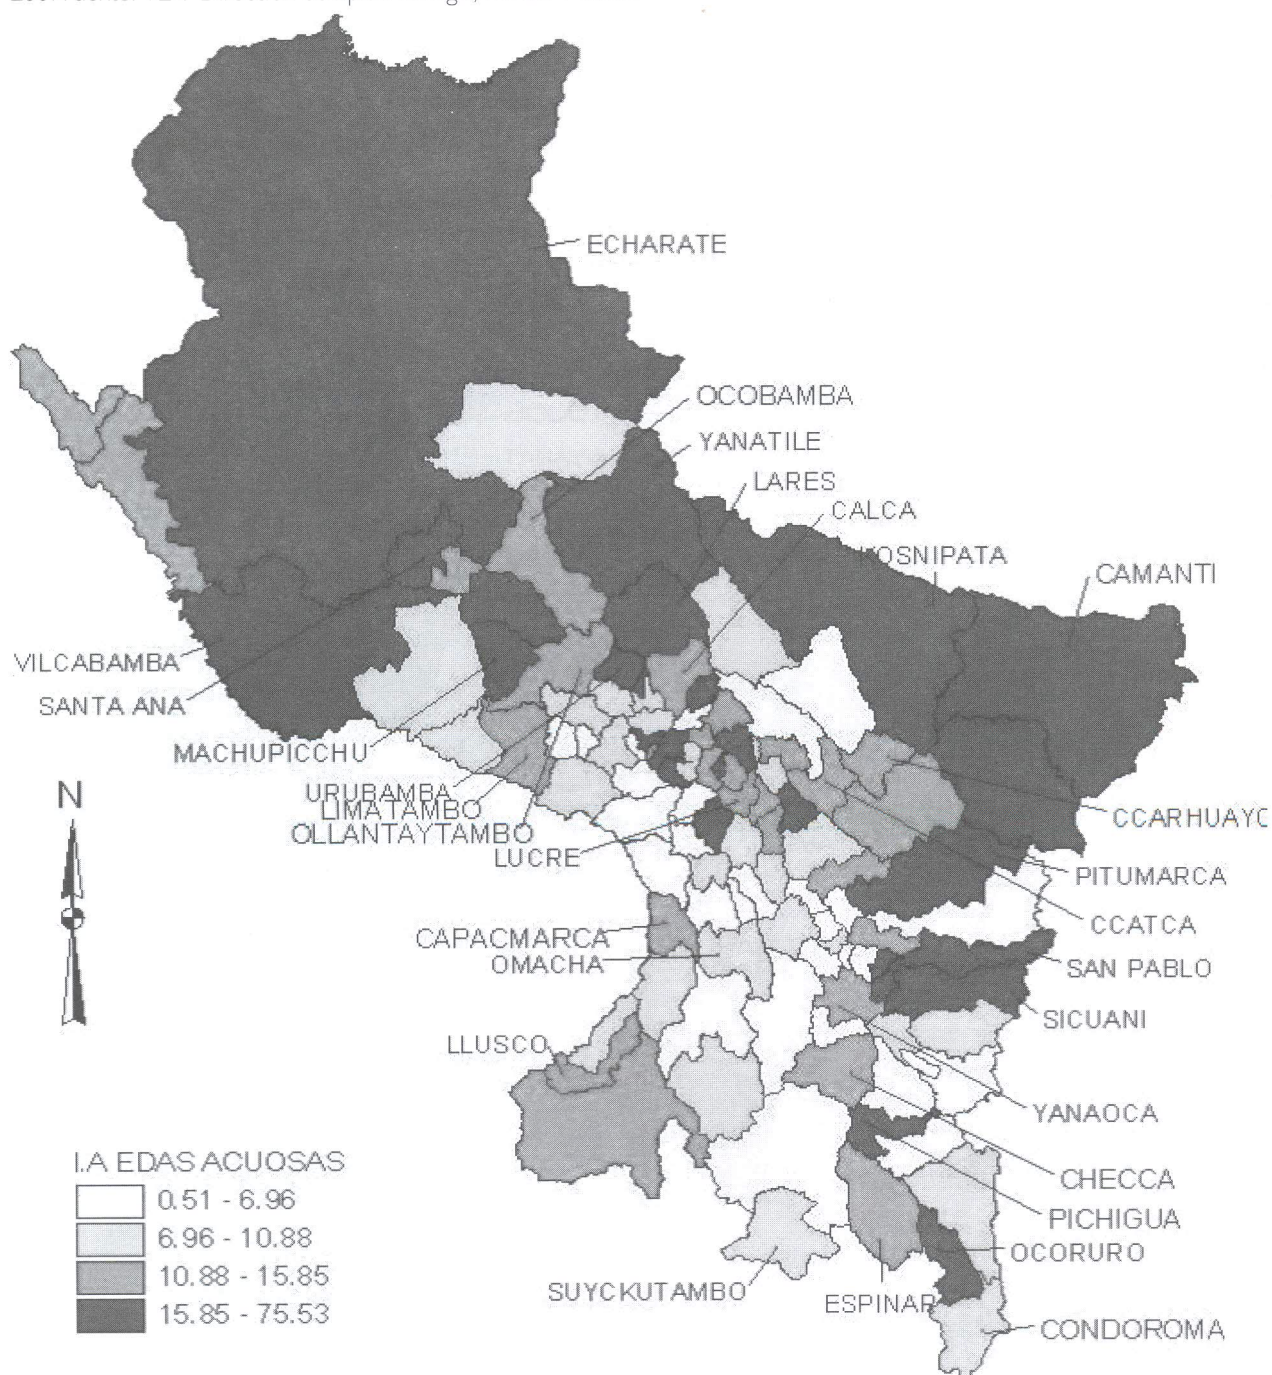 ECHARATE
OCOBAMBA
YANATILE
LARES
CALCA
KOSNIPATA
CAMANTI
VILCABAMBA
SANTA ANA
MACHUPICCHU
N
URUBAMBA
LIMATAMBO
OLLANTAYTAMBO
LUCRE
CCARHUAYO
PITUMARCA
CCATCA
CAPACMARCA
OMACHA
SAN PABLO
SICUANI
LLUSCO
YANAOCA
CHECCA
PICHIGUA
OCORURO
SUYCKUTAMBO
ESPINAR
CONDOROMA
I.A EDAS ACUOSAS
0.51 - 6.96
6.96 - 10.88
10.88 - 15.85
15.85 - 75.53